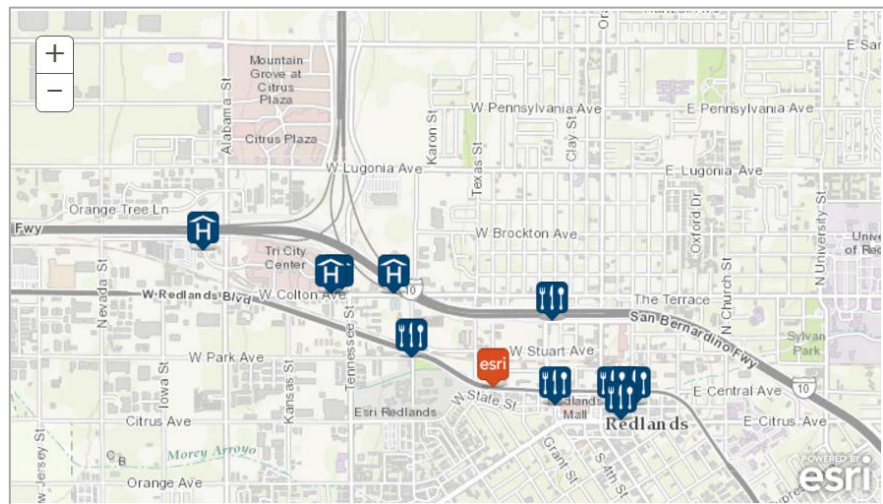 +
−
Alabama St
Mountain
Grove at
Citrus
Plaza
Citrus Plaza
Karon St
Texas St
Clay St
W Pennsylvania Ave
E Pennsylvania Ave
W Lugonia Ave
E Lugonia Ave
Orange Tree Ln
Fwy
H
W Brockton Ave
Oxford Dr
N Church St
N University St
Univers
of Red
Tri City
Center
H
H
10
Nevada St
W Redlands Blvd
W Colton Ave
The Terrace
San Bernardino Fwy
Sylvan
Park
W Park Ave
Tennessee St
W Stuart Ave
esri
Iowa St
Kansas St
Esri Redlands
W State St
Mall
E Central Ave
10
Citrus Ave
Redlands
E Citrus Ave
Grant St
S 4th St
Morey Arroyo
Orange Ave
POWERED BY
esri